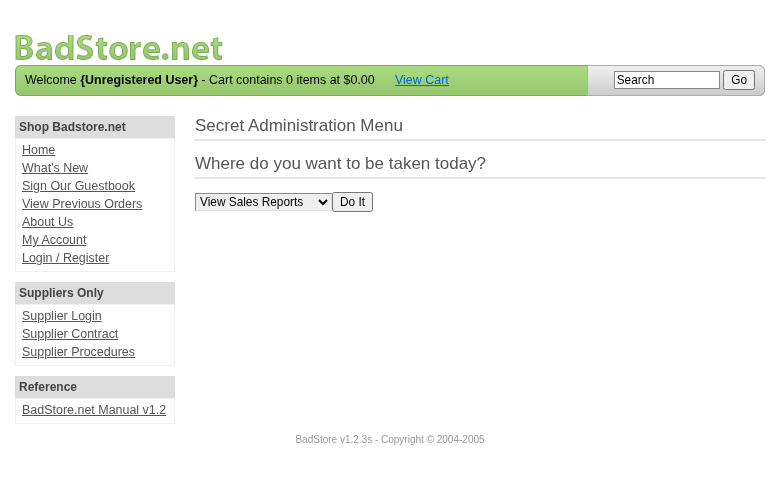 BadStore.net
Welcome {Unregistered User} - Cart contains 0 items at $0.00 View Cart
Search Go
Shop Badstore.net
Home
What's New
Sign Our Guestbook
View Previous Orders
About Us
My Account
Login / Register
Suppliers Only
Supplier Login
Supplier Contract
Supplier Procedures
Reference
BadStore.net Manual v1.2
Secret Administration Menu
Where do you want to be taken today?
View Sales Reports Do It
BadStore v1.2.3s - Copyright © 2004-2005